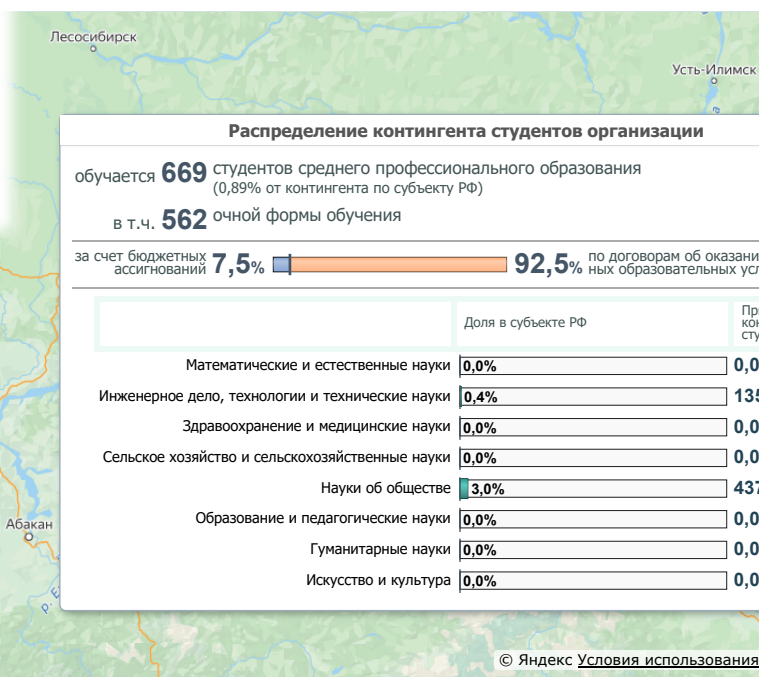 Лесосибирск
Усть-Илимск
Распределение контингента студентов организации
обучается 669 студентов среднего профессионального образования
(0,89% от контингента по субъекту РФ)
в т.ч. 562 очной формы обучения
за счет бюджетных ассигнований 7,5% 92,5% по договорам об
образовательных
Доля в субъекте РФ
Математические и естественные науки 0,0%
Инженерное дело, технологии и технические науки 0,4%
Здравоохранение и медицинские науки 0,0%
Сельское хозяйство и сельскохозяйственные науки 0,0%
Науки об обществе 3,0%
Образование и педагогические науки 0,0%
Гуманитарные науки 0,0%
Искусство и культура 0,0%
Абакан
© Яндекс Условия использования